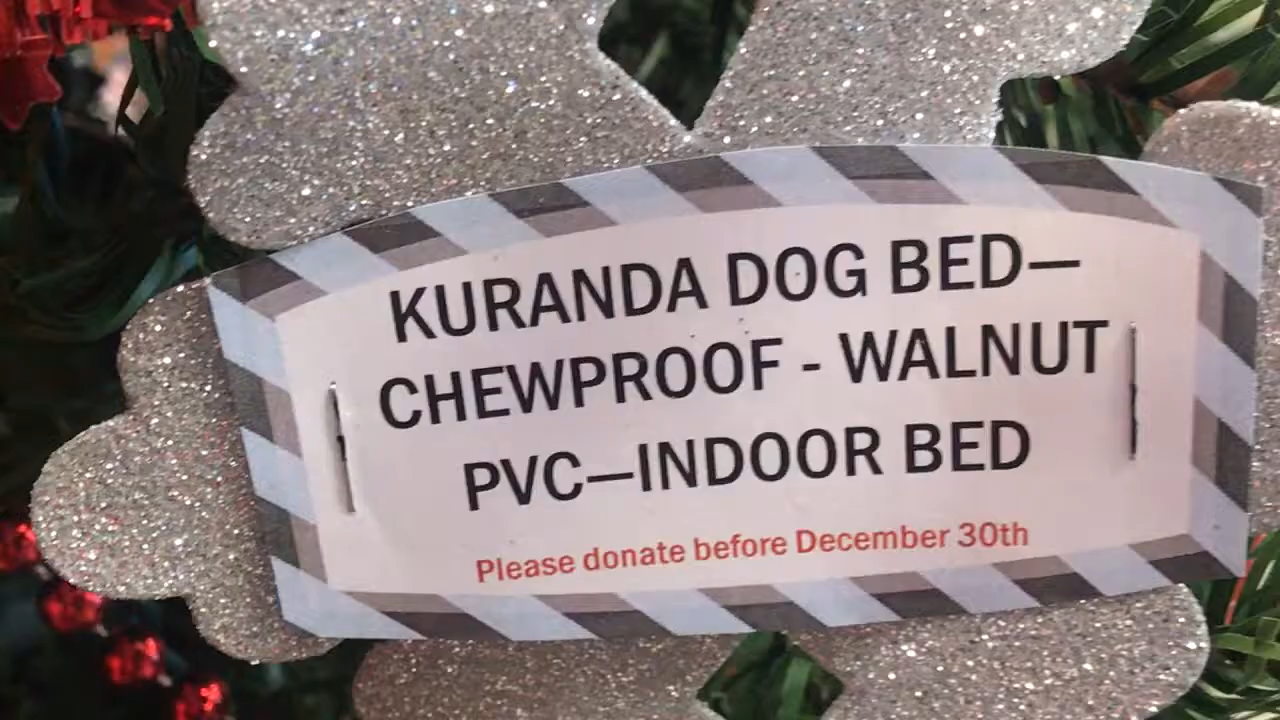 KURANDA DOG BED—
CHEWPROOF - WALNUT
PVC—INDOOR BED
Please donate before December 30th